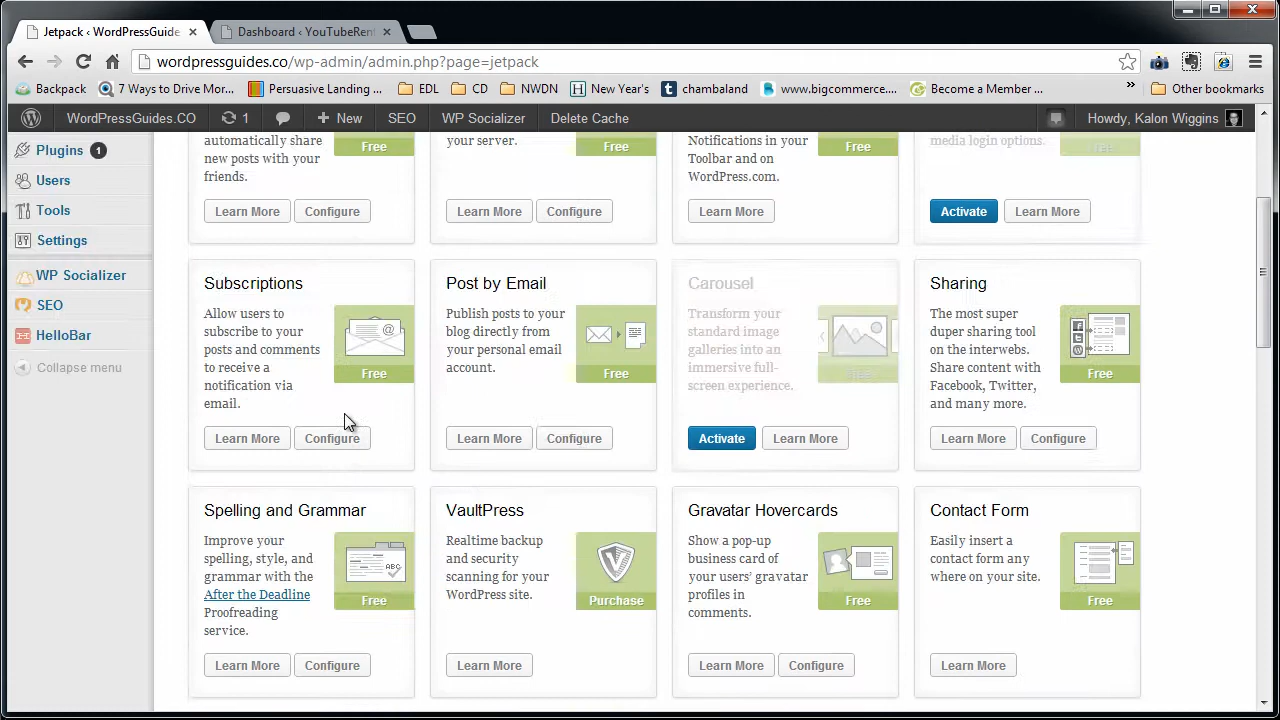 Jetpack ‹ WordPressGuide
Dashboard ‹ YouTubeRen
wordpressguides.co/wp-admin/admin.php?page=jetpack
Backpack
7 Ways to Drive Mor...
Persuasive Landing ...
EDL
CD
NWDN
New Year's
chambaland
www.bigcommerce....
Become a Member ...
»
Other bookmarks
WordPressGuides.CO
1
New
SEO
WP Socializer
Delete Cache
Howdy, Kalon Wiggins
Plugins 1
Users
Tools
Settings
WP Socializer
SEO
HelloBar
Collapse menu
automatically share
new posts with your
friends.
Free
Learn More
Configure
your server.
Free
Learn More
Configure
Notifications in your
Toolbar and on
WordPress.com.
Free
Learn More
media login options.
Free
Activate
Learn More
Subscriptions
Allow users to
subscribe to your
posts and comments
to receive a
notification via
email.
Free
Learn More
Configure
Post by Email
Publish posts to your
blog directly from
your personal email
account.
Free
Learn More
Configure
Carousel
Transform your
standard image
galleries into an
immersive full-
screen experience.
Free
Activate
Learn More
Sharing
The most super
duper sharing tool
on the interwebs.
Share content with
Facebook, Twitter,
and many more.
Free
Learn More
Configure
Spelling and Grammar
Improve your
spelling, style, and
grammar with the
After the Deadline
Proofreading
service.
ABC
Free
Learn More
Configure
VaultPress
Realtime backup
and security
scanning for your
WordPress site.
Purchase
Learn More
Gravatar Hovercards
Show a pop-up
business card of
your users' gravatar
profiles in
comments.
Free
Learn More
Configure
Contact Form
Easily insert a
contact form any
where on your site.
Free
Learn More